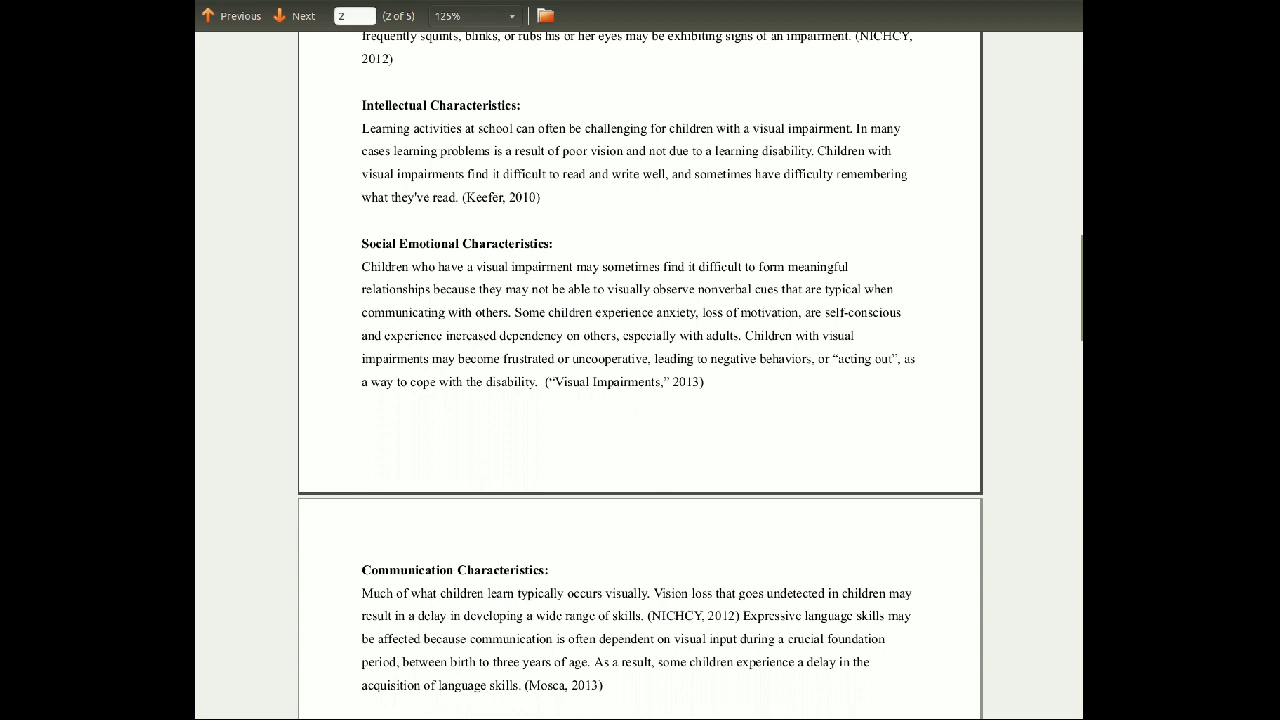 Previous Next 2 (2 of 5) 125%
frequently squints, blinks, or rubs his or her eyes may be exhibiting signs of an impairment. (NICHCY,
2012)
Intellectual Characteristics:
Learning activities at school can often be challenging for children with a visual impairment. In many
cases learning problems is a result of poor vision and not due to a learning disability. Children with
visual impairments find it difficult to read and write well, and sometimes have difficulty remembering
what they've read. (Keefer, 2010)
Social Emotional Characteristics:
Children who have a visual impairment may sometimes find it difficult to form meaningful
relationships because they may not be able to visually observe nonverbal cues that are typical when
communicating with others. Some children experience anxiety, loss of motivation, are self-conscious
and experience increased dependency on others, especially with adults. Children with visual
impairments may become frustrated or uncooperative, leading to negative behaviors, or “acting out”, as
a way to cope with the disability.  (“Visual Impairments,” 2013)
Communication Characteristics:
Much of what children learn typically occurs visually. Vision loss that goes undetected in children may
result in a delay in developing a wide range of skills. (NICHCY, 2012) Expressive language skills may
be affected because communication is often dependent on visual input during a crucial foundation
period, between birth to three years of age. As a result, some children experience a delay in the
acquisition of language skills. (Mosca, 2013)